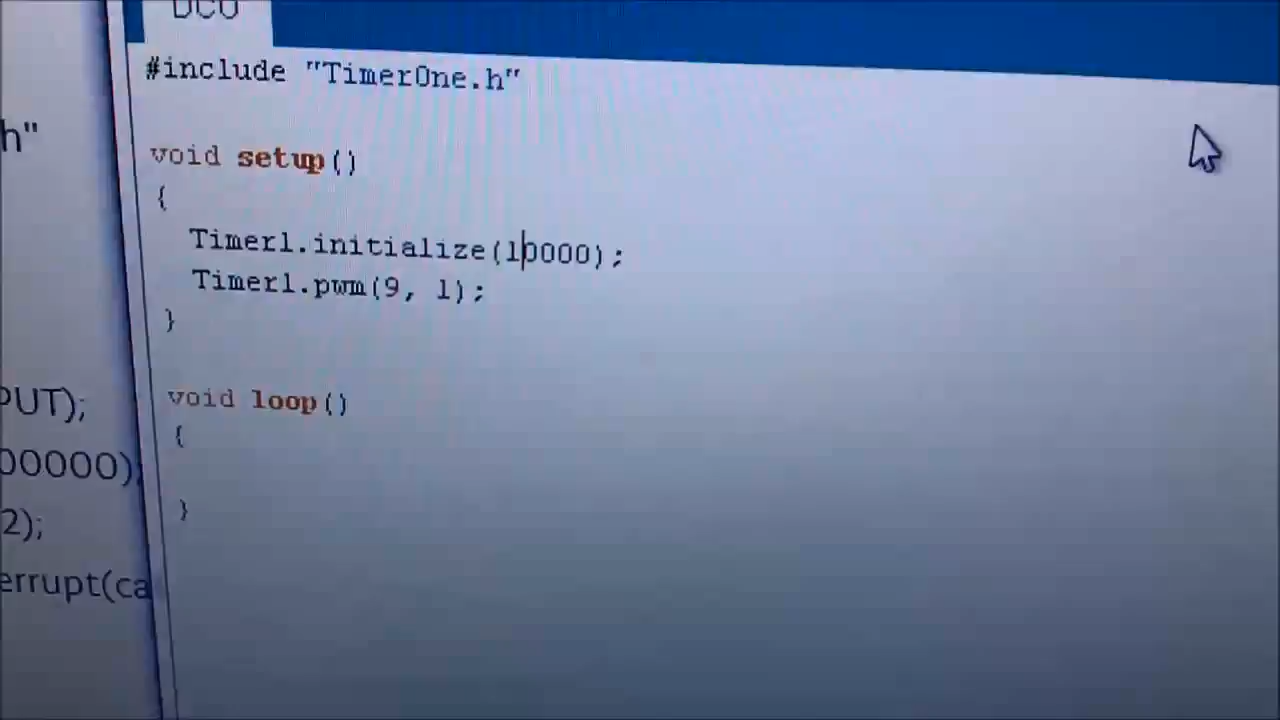 DCO
#include "TimerOne.h"
void setup()
{
Timer1.initialize(10000);
Timer1.pwm(9, 1);
}
void loop()
{
}
h"
PUT);
00000)
2);
errupt(ca